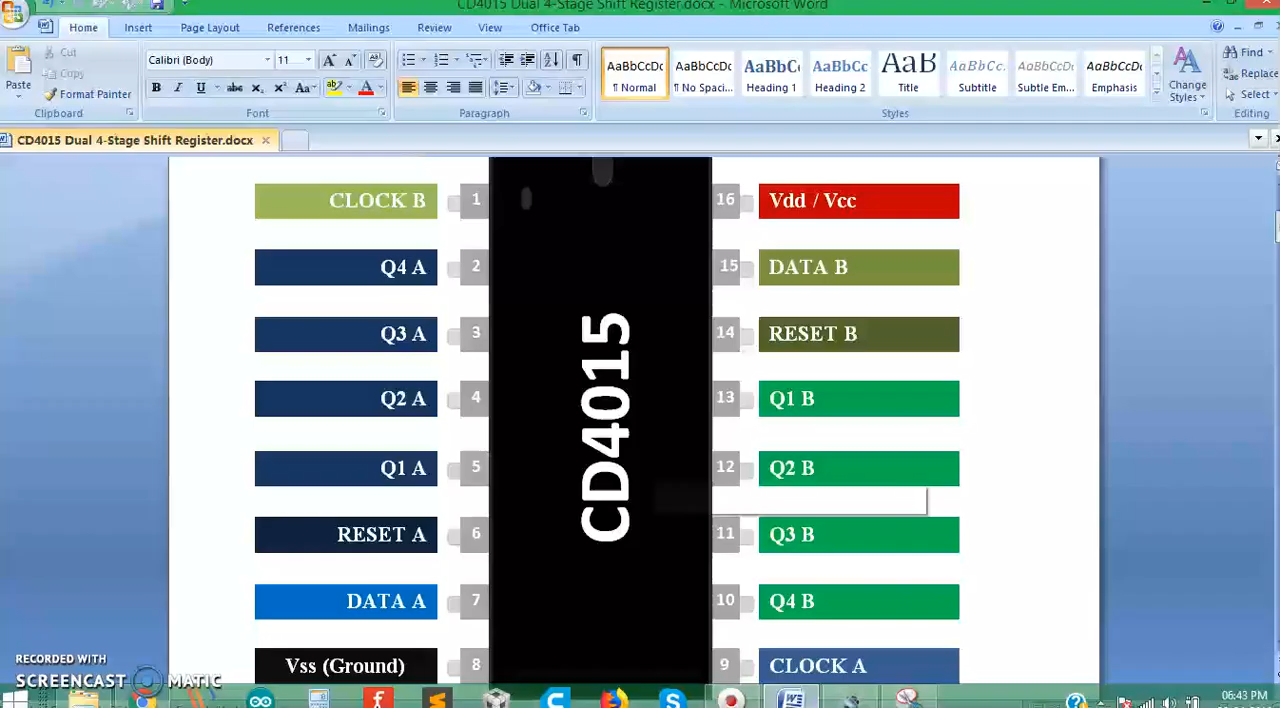 CD4015 Dual 4-Stage Shift Register.docx - Microsoft Word
Home Insert Page Layout References Mailings Review View Office Tab
Paste
Cut
Copy
Format Painter
Clipboard
Calibri (Body) 11
Font
Paragraph
AaBbCcDc AaBbCcDc AaBbC AaBbCc AaB AaBbCc. AaBbCcDc AaBbCcDc
¶ Normal ¶ No Spaci... Heading 1 Heading 2 Title Subtitle Subtle Em... Emphasis
Change
Styles
Styles
Find
Replace
Select
Editing
CD4015 Dual 4-Stage Shift Register.docx
CLOCK B 1 16 Vdd / Vcc
Q4 A 2 15 DATA B
Q3 A 3 14 RESET B
Q2 A 4 13 Q1 B
Q1 A 5 12 Q2 B
RESET A 6 11 Q3 B
DATA A 7 10 Q4 B
Vss (Ground) 8 9 CLOCK A
CD4015
RECORDED WITH
SCREENCAST MATIC
06:43 PM